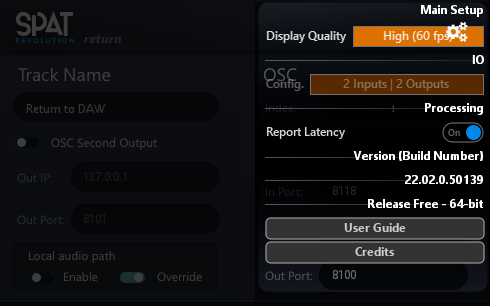 SPAT
REVOLUTION return
Track Name
Return to DAW
OSC Second Output
Out IP: 127.0.0.1
Out Port: 8101
Local audio path
Enable Override
Main Setup
Display Quality High (60 fps)
IO
OSC
Config. 2 Inputs | 2 Outputs
Index: 1
Processing
Report Latency On
Version (Build Number)
22.02.0.50139
In Port: 8118
Release Free - 64-bit
User Guide
Credits
Out Port: 8100